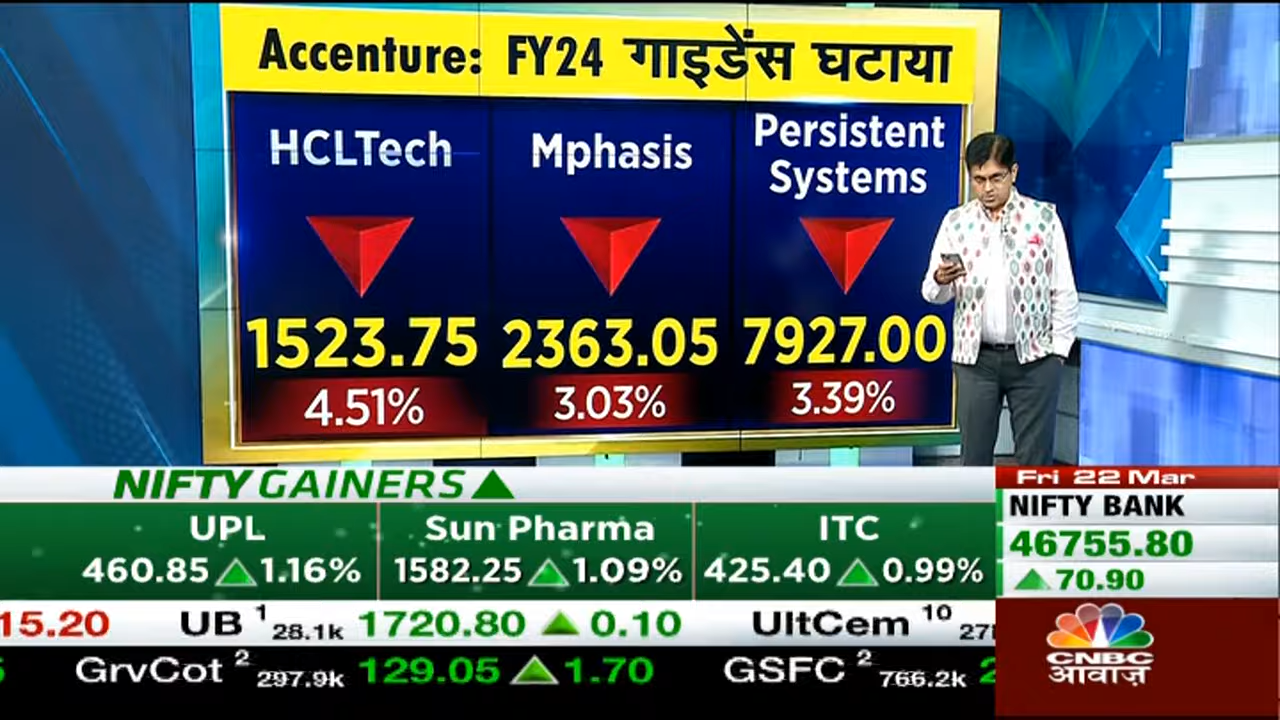 Accenture: FY24 गाइडेंस घटाया
HCLTech
1523.75
4.51%
Mphasis
2363.05
3.03%
Persistent
Systems
7927.00
3.39%
NIFTY GAINERS
UPL
460.85 1.16%
Sun Pharma
1582.25 1.09%
ITC
425.40 0.99%
Fri 22 Mar
NIFTY BANK
46755.80
70.90
15.20 UB 1 28.1k 1720.80 0.10 UltCem 10
GrvCot 2 297.9k 129.05 1.70 GSFC 2 766.2k
CNBC
आवाज़